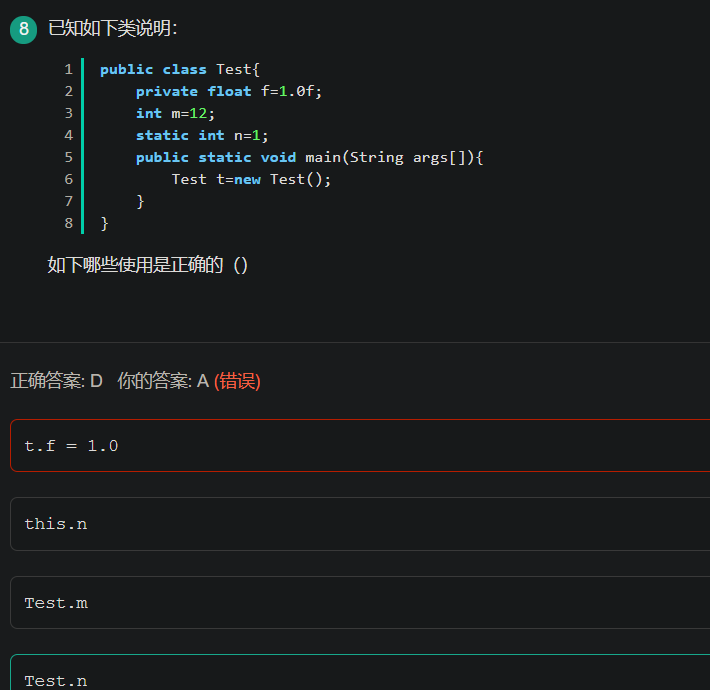 8 已知如下类说明：
1 public class Test{
2 private float f=1.0f;
3 int m=12;
4 static int n=1;
5 public static void main(String args[]){
6 Test t=new Test();
7 }
8 }
如下哪些使用是正确的（）
正确答案: D 你的答案: A (错误)
t.f = 1.0
this.n
Test.m
Test.n